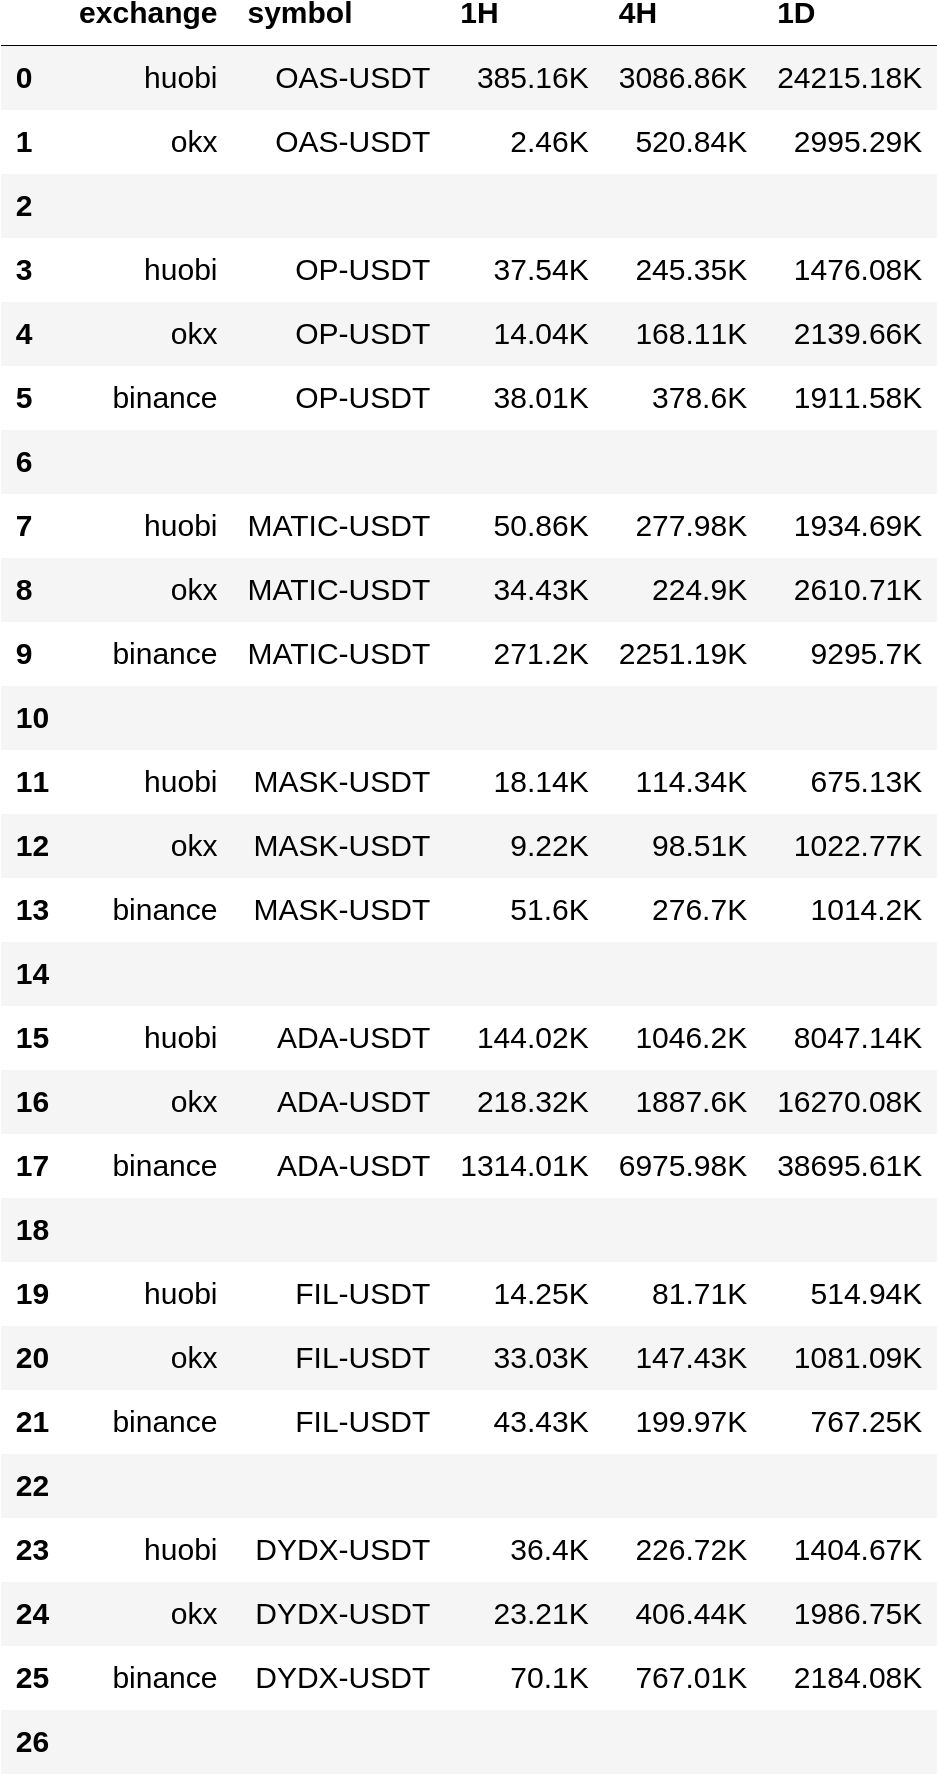 exchange symbol 1H 4H 1D
0 huobi OAS-USDT 385.16K 3086.86K 24215.18K
1 okx OAS-USDT 2.46K 520.84K 2995.29K
2
3 huobi OP-USDT 37.54K 245.35K 1476.08K
4 okx OP-USDT 14.04K 168.11K 2139.66K
5 binance OP-USDT 38.01K 378.6K 1911.58K
6
7 huobi MATIC-USDT 50.86K 277.98K 1934.69K
8 okx MATIC-USDT 34.43K 224.9K 2610.71K
9 binance MATIC-USDT 271.2K 2251.19K 9295.7K
10
11 huobi MASK-USDT 18.14K 114.34K 675.13K
12 okx MASK-USDT 9.22K 98.51K 1022.77K
13 binance MASK-USDT 51.6K 276.7K 1014.2K
14
15 huobi ADA-USDT 144.02K 1046.2K 8047.14K
16 okx ADA-USDT 218.32K 1887.6K 16270.08K
17 binance ADA-USDT 1314.01K 6975.98K 38695.61K
18
19 huobi FIL-USDT 14.25K 81.71K 514.94K
20 okx FIL-USDT 33.03K 147.43K 1081.09K
21 binance FIL-USDT 43.43K 199.97K 767.25K
22
23 huobi DYDX-USDT 36.4K 226.72K 1404.67K
24 okx DYDX-USDT 23.21K 406.44K 1986.75K
25 binance DYDX-USDT 70.1K 767.01K 2184.08K
26